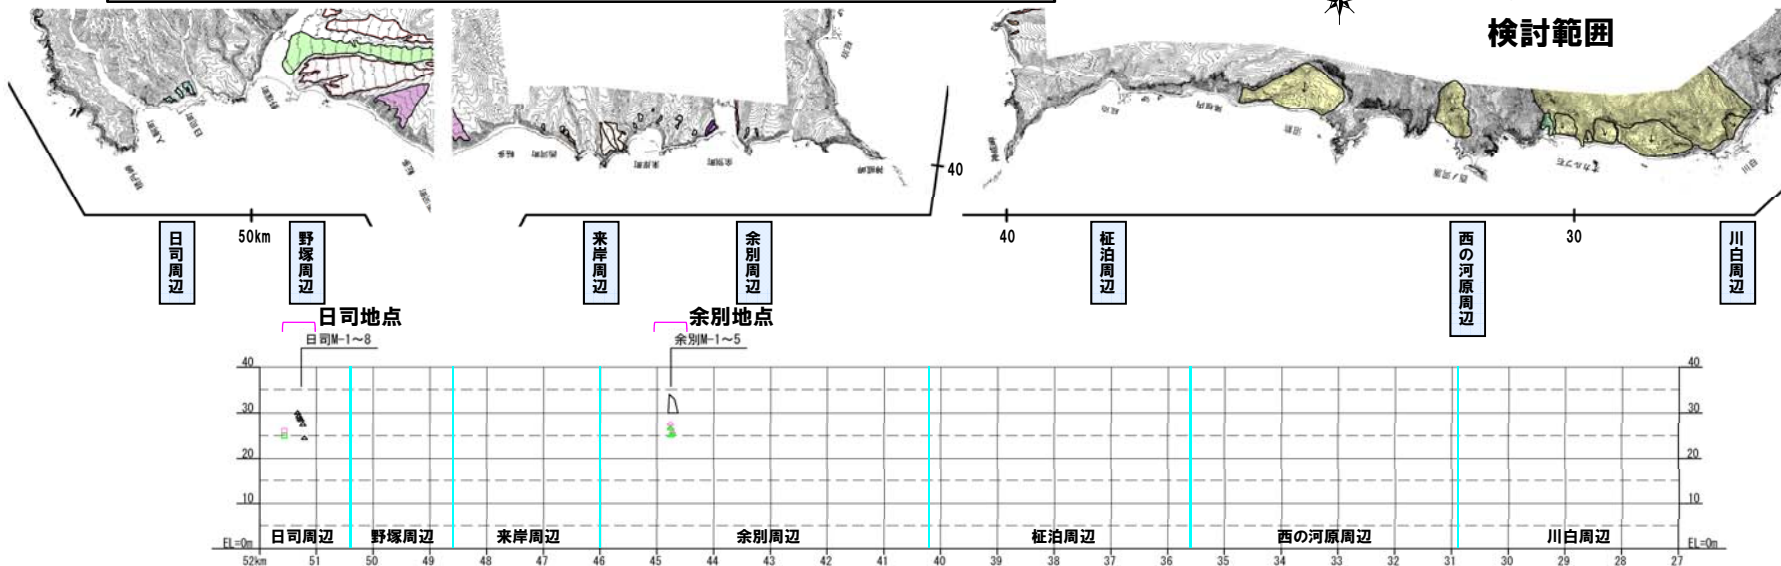 検討範囲
40
50km
40
30
日司周辺
野塚周辺
来岸周辺
余別周辺
柾泊周辺
西の河原周辺
川白周辺
日司地点
余別地点
日司M-1～8
余別M-1～5
40
30
20
10
EL=0m
40
30
20
10
EL=0m
日司周辺
野塚周辺
来岸周辺
余別周辺
柾泊周辺
西の河原周辺
川白周辺
52km 51 50 49 48 47 46 45 44 43 42 41 40 39 38 37 36 35 34 33 32 31 30 29 28 27